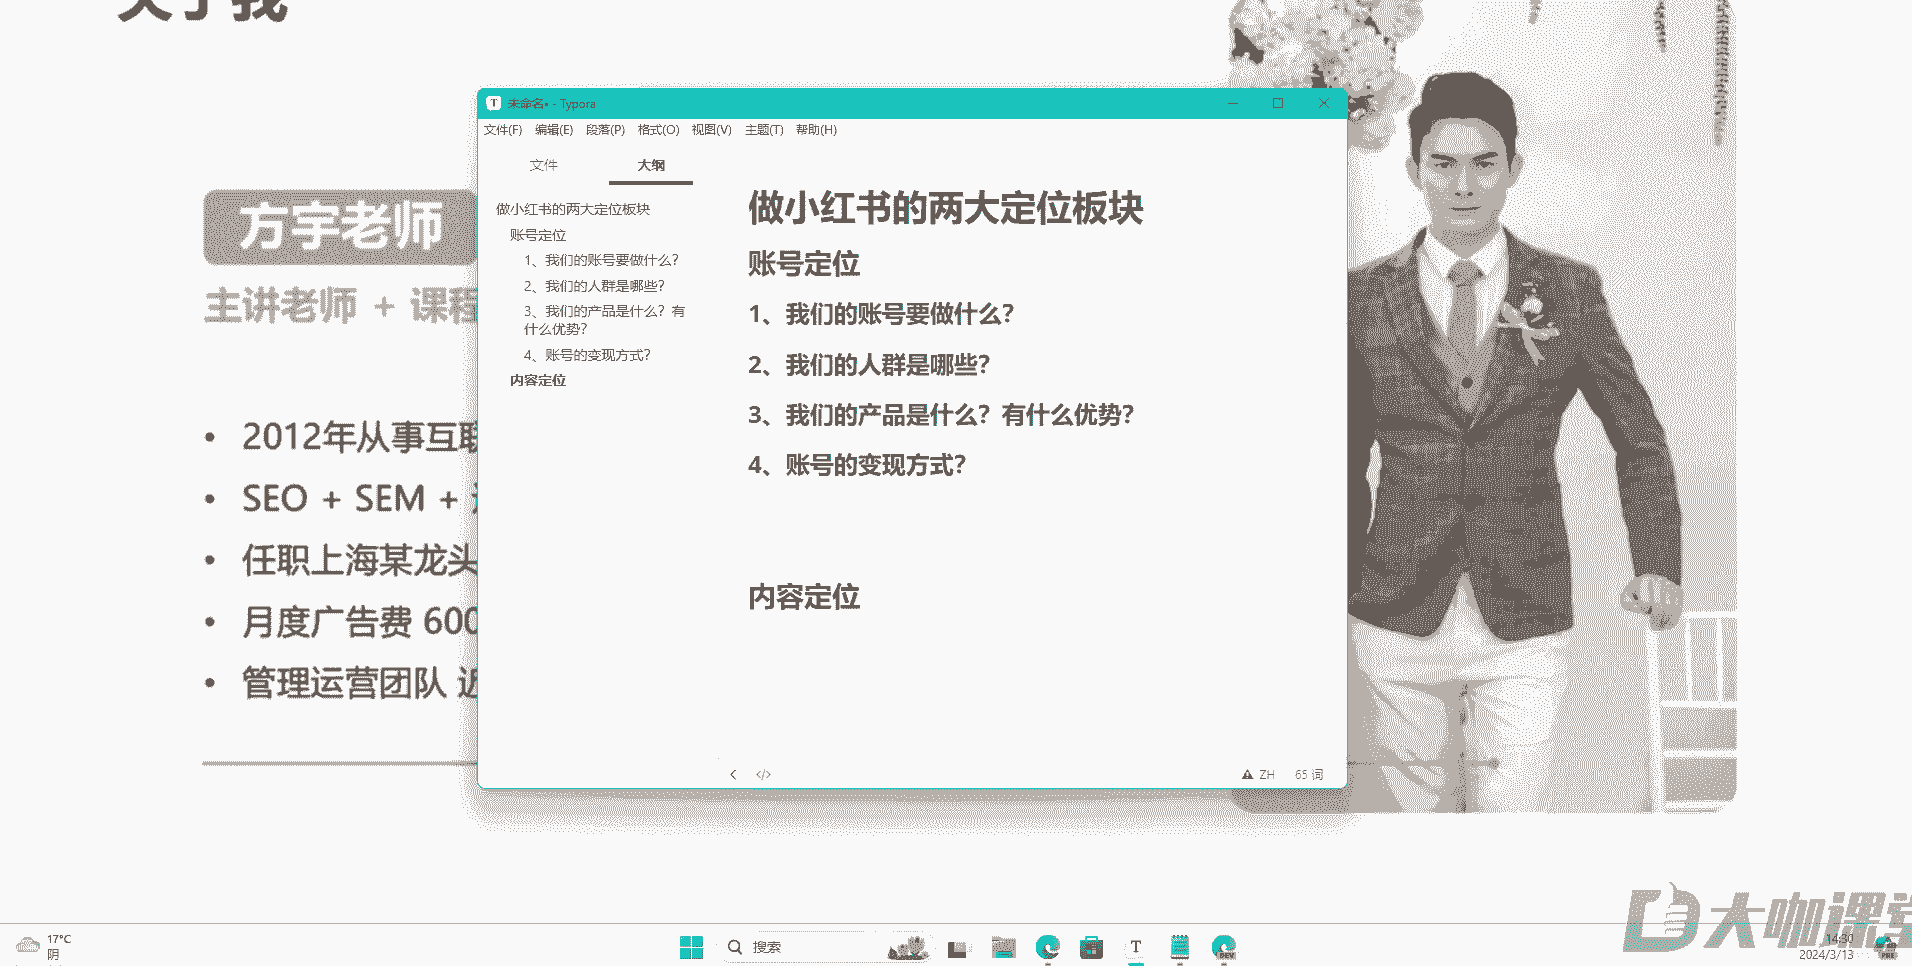 关于我
方宇老师
主讲老师 + 课程
2012年从事互联
SEO + SEM +
任职上海某龙头
月度广告费 600
管理运营团队 近
未命名• - Typora
文件(F) 编辑(E) 段落(P) 格式(O) 视图(V) 主题(T) 帮助(H)
文件 大纲
做小红书的两大定位板块
账号定位
1、我们的账号要做什么?
2、我们的人群是哪些?
3、我们的产品是什么? 有
什么优势?
4、账号的变现方式?
内容定位
做小红书的两大定位板块
账号定位
1、我们的账号要做什么?
2、我们的人群是哪些?
3、我们的产品是什么? 有什么优势?
4、账号的变现方式?
内容定位
ZH 65 词
大咖课堂
17°C
阴
搜索
14:30
2024/3/13